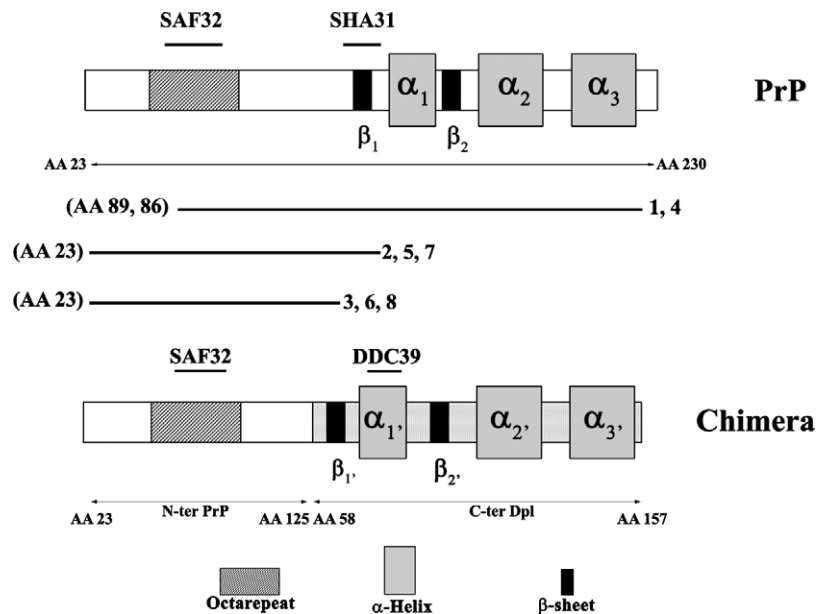 SAF32 SHA31
α1 α2 α3 PrP
β1 β2
AA 23 AA 230
(AA 89, 86) 1, 4
(AA 23) 2, 5, 7
(AA 23) 3, 6, 8
SAF32 DDC39
α1' α2' α3' Chimera
β1' β2'
N-ter PrP C-ter Dpl
AA 23 AA 125 AA 58 AA 157
Octarepeat α-Helix β-sheet